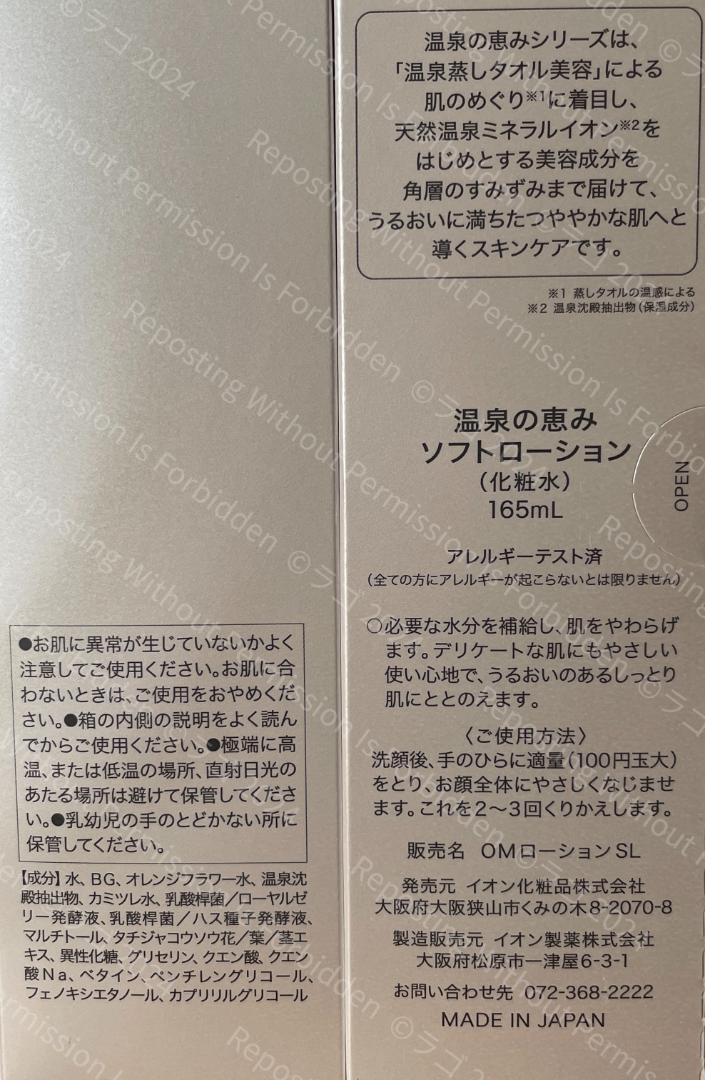 温泉の恵みシリーズは、
「温泉蒸しタオル美容」による
肌のめぐり※1に着目し、
天然温泉ミネラルイオン※2を
はじめとする美容成分を
角層のすみずみまで届けて、
うるおいに満ちたつややかな肌へと
導くスキンケアです。
※1 蒸しタオルの温感による
※2 温泉沈殿抽出物(保湿成分)
温泉の恵み
ソフトローション
(化粧水)
165mL
OPEN
アレルギーテスト済
(全ての方にアレルギーが起こらないとは限りません)
○必要な水分を補給し、肌をやわらげ
ます。デリケートな肌にもやさしい
使い心地で、うるおいのあるしっとり
肌にととのえます。
〈ご使用方法〉
洗顔後、手のひらに適量(100円玉大)
をとり、お顔全体にやさしくなじませ
ます。これを2〜3回くりかえします。
販売名 OMローションSL
発売元 イオン化粧品株式会社
大阪府大阪狭山市くみの木8-2070-8
製造販売元 イオン製薬株式会社
大阪府松原市一津屋6-3-1
お問い合わせ先 072-368-2222
MADE IN JAPAN
●お肌に異常が生じていないかよく
注意してご使用ください。お肌に合
わないときは、ご使用をおやめくだ
さい。●箱の内側の説明をよく読ん
でからご使用ください。●極端に高
温、または低温の場所、直射日光の
あたる場所は避けて保管してくださ
い。●乳幼児の手のとどかない所に
保管してください。
【成分】水、BG、オレンジフラワー水、温泉沈
殿抽出物、カミツレ水、乳酸桿菌/ローヤルゼ
リー発酵液、乳酸桿菌/ハス種子発酵液、
マルチトール、タチジャコウソウ花/葉/茎エ
キス、異性化糖、グリセリン、クエン酸、クエン
酸Na、ベタイン、ペンチレングリコール、
フェノキシエタノール、カプリリルグリコール
Reposting Without Permission Is Forbidden ©ラゴ 2024